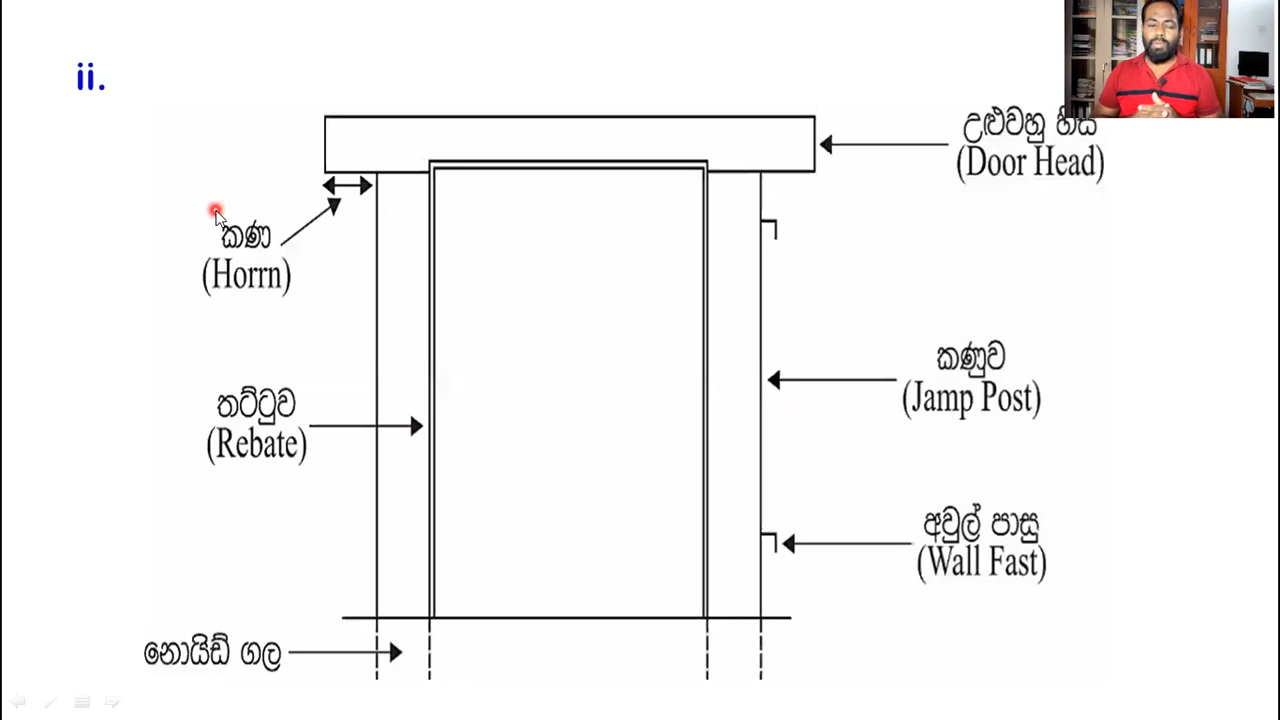 ii.
උළුවහු හිස
(Door Head)
කණ
(Horrn)
කණුව
(Jamp Post)
තට්ටුව
(Rebate)
අවුල් පාසු
(Wall Fast)
නොයිඩ් ගල